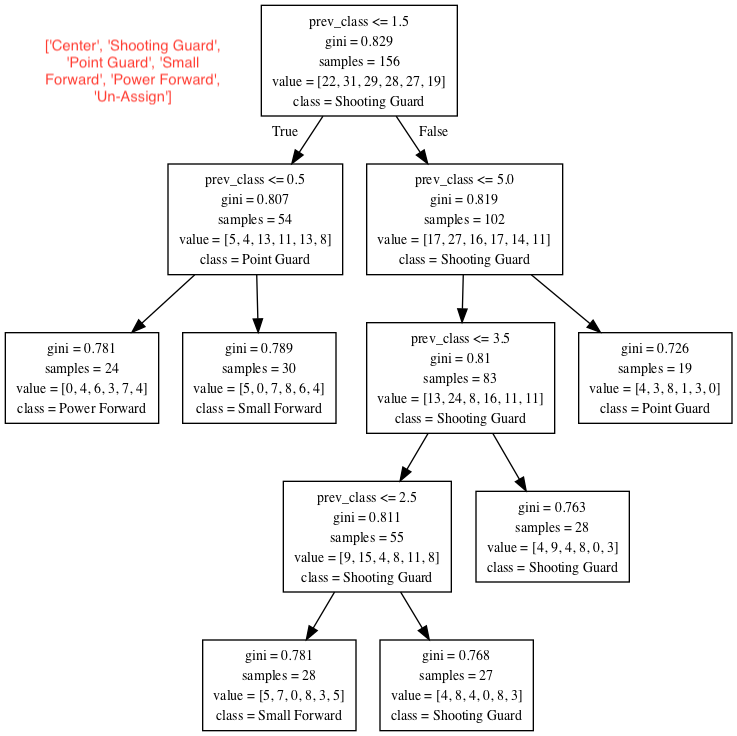 ['Center', 'Shooting Guard',
'Point Guard', 'Small
Forward', 'Power Forward',
'Un-Assign']
prev_class <= 1.5
gini = 0.829
samples = 156
value = [22, 31, 29, 28, 27, 19]
class = Shooting Guard
True
False
prev_class <= 0.5
gini = 0.807
samples = 54
value = [5, 4, 13, 11, 13, 8]
class = Point Guard
prev_class <= 5.0
gini = 0.819
samples = 102
value = [17, 27, 16, 17, 14, 11]
class = Shooting Guard
gini = 0.781
samples = 24
value = [0, 4, 6, 3, 7, 4]
class = Power Forward
gini = 0.789
samples = 30
value = [5, 0, 7, 8, 6, 4]
class = Small Forward
prev_class <= 3.5
gini = 0.81
samples = 83
value = [13, 24, 8, 16, 11, 11]
class = Shooting Guard
gini = 0.726
samples = 19
value = [4, 3, 8, 1, 3, 0]
class = Point Guard
prev_class <= 2.5
gini = 0.811
samples = 55
value = [9, 15, 4, 8, 11, 8]
class = Shooting Guard
gini = 0.763
samples = 28
value = [4, 9, 4, 8, 0, 3]
class = Shooting Guard
gini = 0.781
samples = 28
value = [5, 7, 0, 8, 3, 5]
class = Small Forward
gini = 0.768
samples = 27
value = [4, 8, 4, 0, 8, 3]
class = Shooting Guard